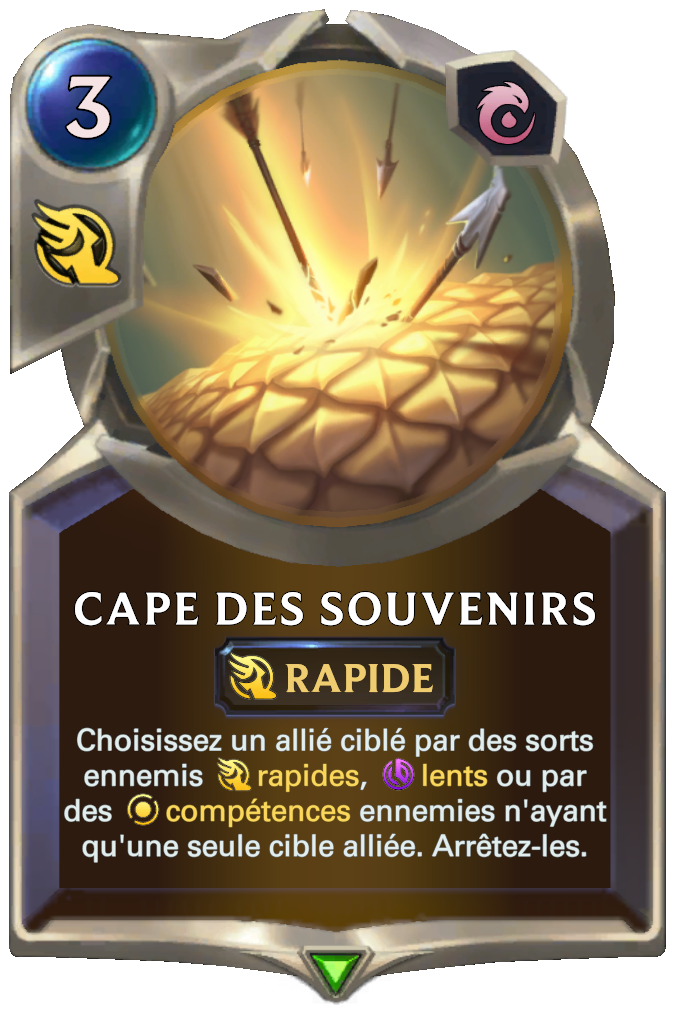 3
CAPE DES SOUVENIRS
RAPIDE
Choisissez un allié ciblé par des sorts
ennemis rapides, lents ou par
des compétences ennemies n'ayant
qu'une seule cible alliée. Arrêtez-les.